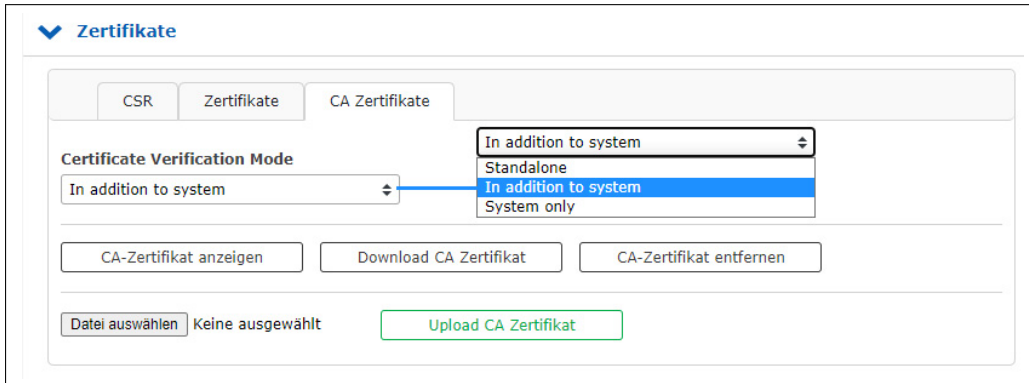 Zertifikate
CSR Zertifikate CA Zertifikate
Certificate Verification Mode
In addition to system
In addition to system
Standalone
In addition to system
System only
CA-Zertifikat anzeigen Download CA Zertifikat CA-Zertifikat entfernen
Datei auswählen Keine ausgewählt Upload CA Zertifikat